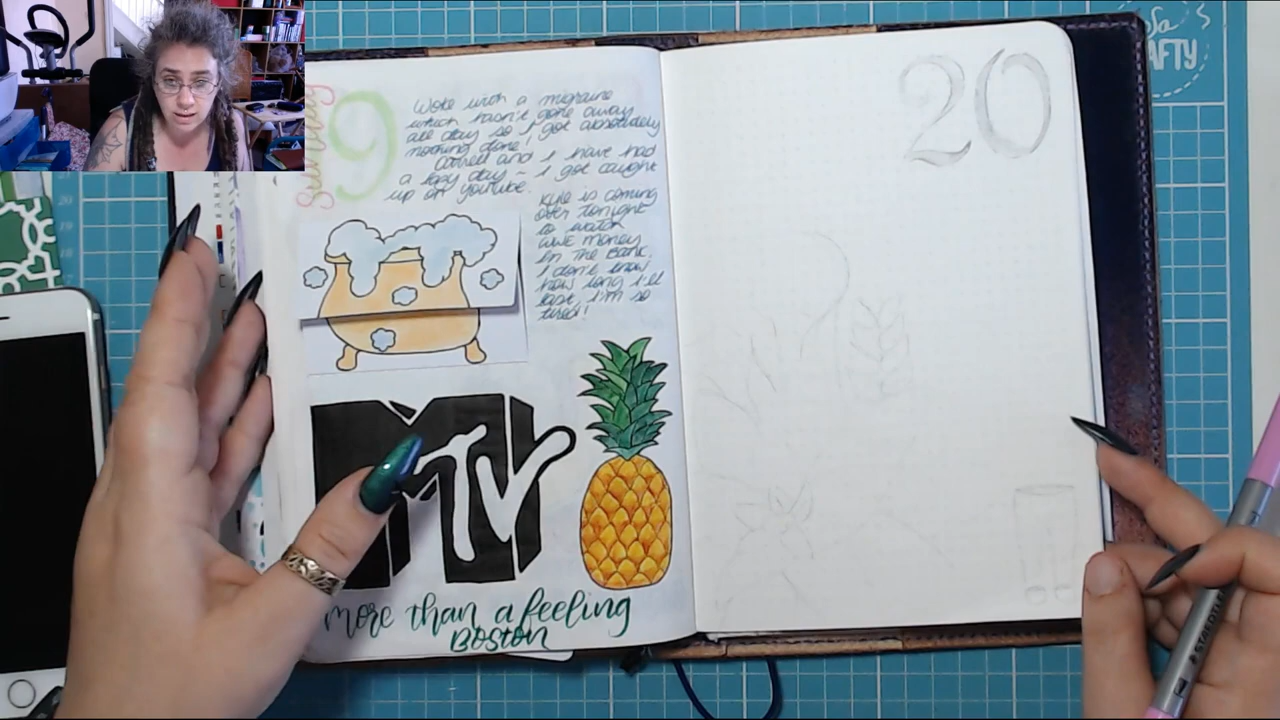 Sunday
9
Woke with a migraine
which hasn't gone away
all day so I got absolutely
nothing done!
and I have had
a lazy day - I got caught
up on YouTube.
Kyle is coming
over tonight
to watch
WWE Money
In The Bank.
I don't know
how long I'll
last, I'm so
tired!
MTV
more than a feeling
Boston
20
So
AFTY
STAEDTLER